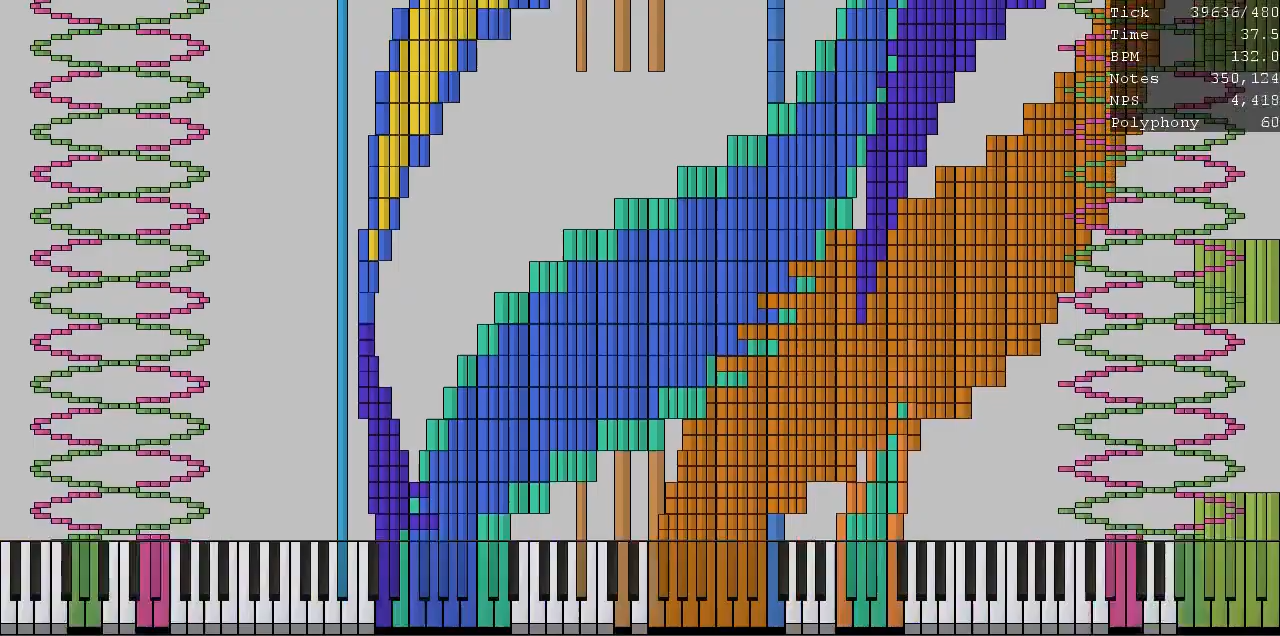 Tick 39636/480
Time 37.5
BPM 132.0
Notes 350,124
NPS 4,418
Polyphony 60